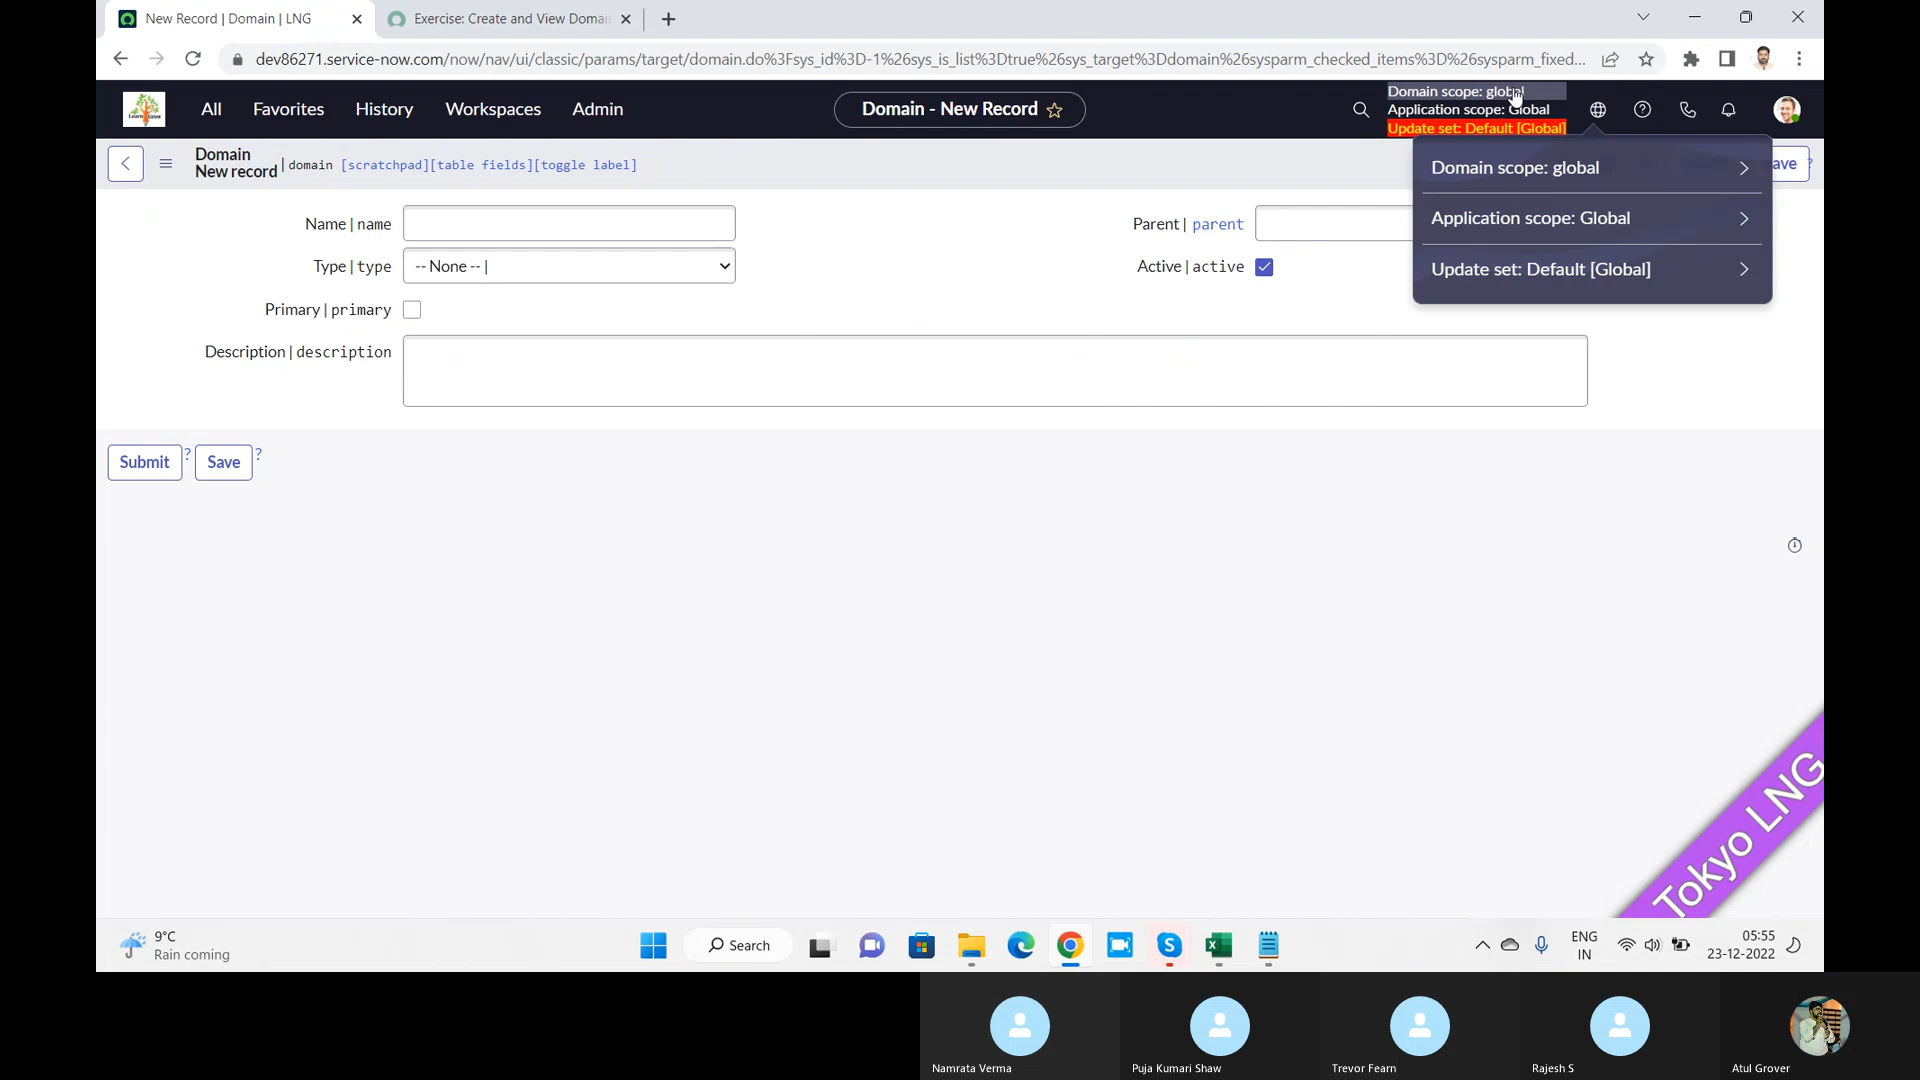 New Record | Domain | LNG
Exercise: Create and View Domai
dev86271.service-now.com/now/nav/ui/classic/params/target/domain.do%3Fsys_id%3D-1%26sys_is_list%3Dtrue%26sys_target%3Ddomain%26sysparm_checked_items%3D%26sysparm_fixed...
All
Favorites
History
Workspaces
Admin
Domain - New Record
Domain scope: global
Application scope: Global
Update set: Default [Global]
Domain
New record | domain [scratchpad][table fields][toggle label]
ave ?
Domain scope: global
Application scope: Global
Update set: Default [Global]
Name | name
Parent | parent
Type | type
-- None -- |
Active | active
Primary | primary
Description | description
Submit ?
Save ?
Tokyo LNG
9°C
Rain coming
Search
ENG
IN
05:55
23-12-2022
Namrata Verma
Puja Kumari Shaw
Trevor Fearn
Rajesh S
Atul Grover